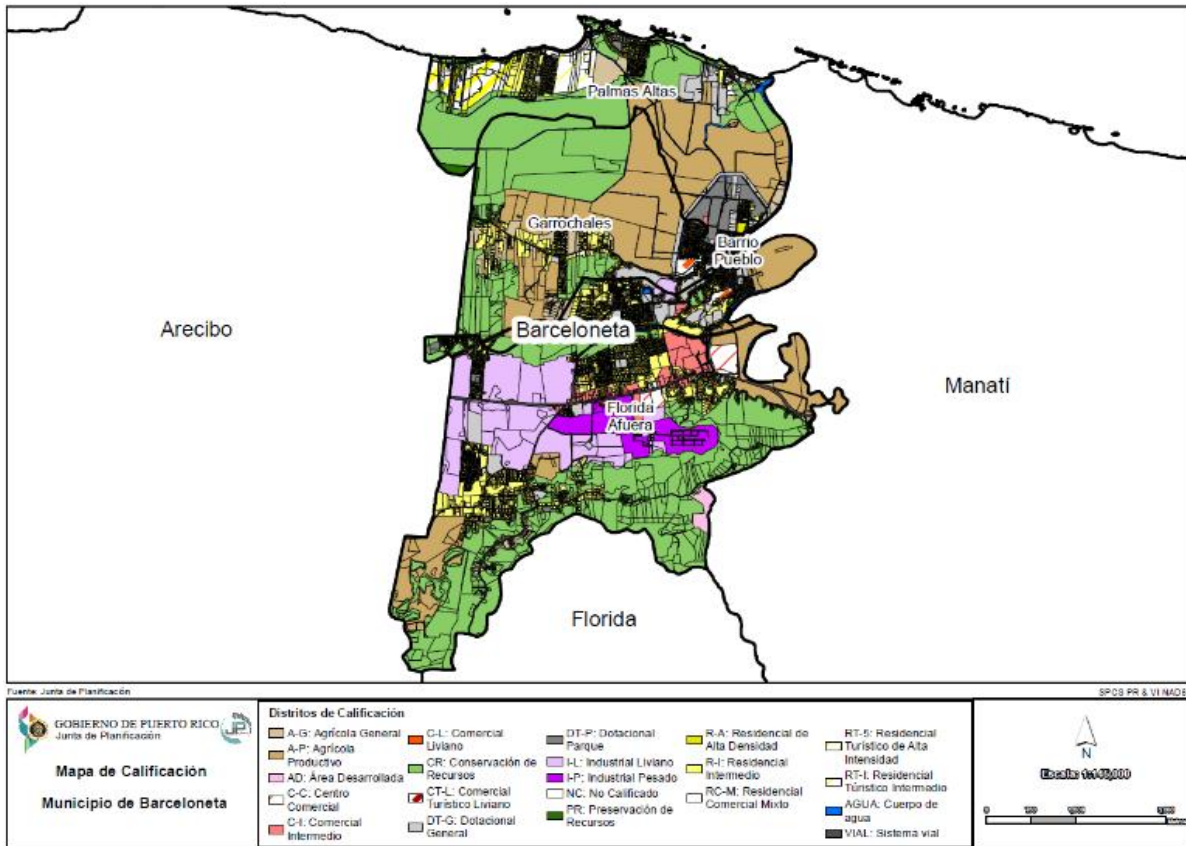 Palmas Altas
Garrochales
Barrio
Pueblo
Arecibo
Barceloneta
Manatí
Florida
Afuera
Florida
Fuente: Junta de Planificación
GOBIERNO DE PUERTO RICO
Junta de Planificación
JP
Mapa de Calificación
Municipio de Barceloneta
Distritos de Calificación
A-G: Agrícola General
A-P: Agrícola
Productivo
AD: Área Desarrollada
C-C: Centro
Comercial
C-I: Comercial
Intermedio
C-L: Comercial
Liviano
CR: Conservación de
Recursos
CT-L: Comercial
Turístico Liviano
DT-G: Dotacional
General
DT-P: Dotacional
Parque
I-L: Industrial Liviano
I-P: Industrial Pesado
NC: No Calificado
PR: Preservación de
Recursos
R-A: Residencial de
Alta Densidad
R-I: Residencial
Intermedio
RC-M: Residencial
Comercial Mixto
RT-5: Residencial
Turístico de Alta
Intensidad
RT-I: Residencial
Túristico Intermedio
AGUA: Cuerpo de
agua
VIAL: Sistema vial
N
0